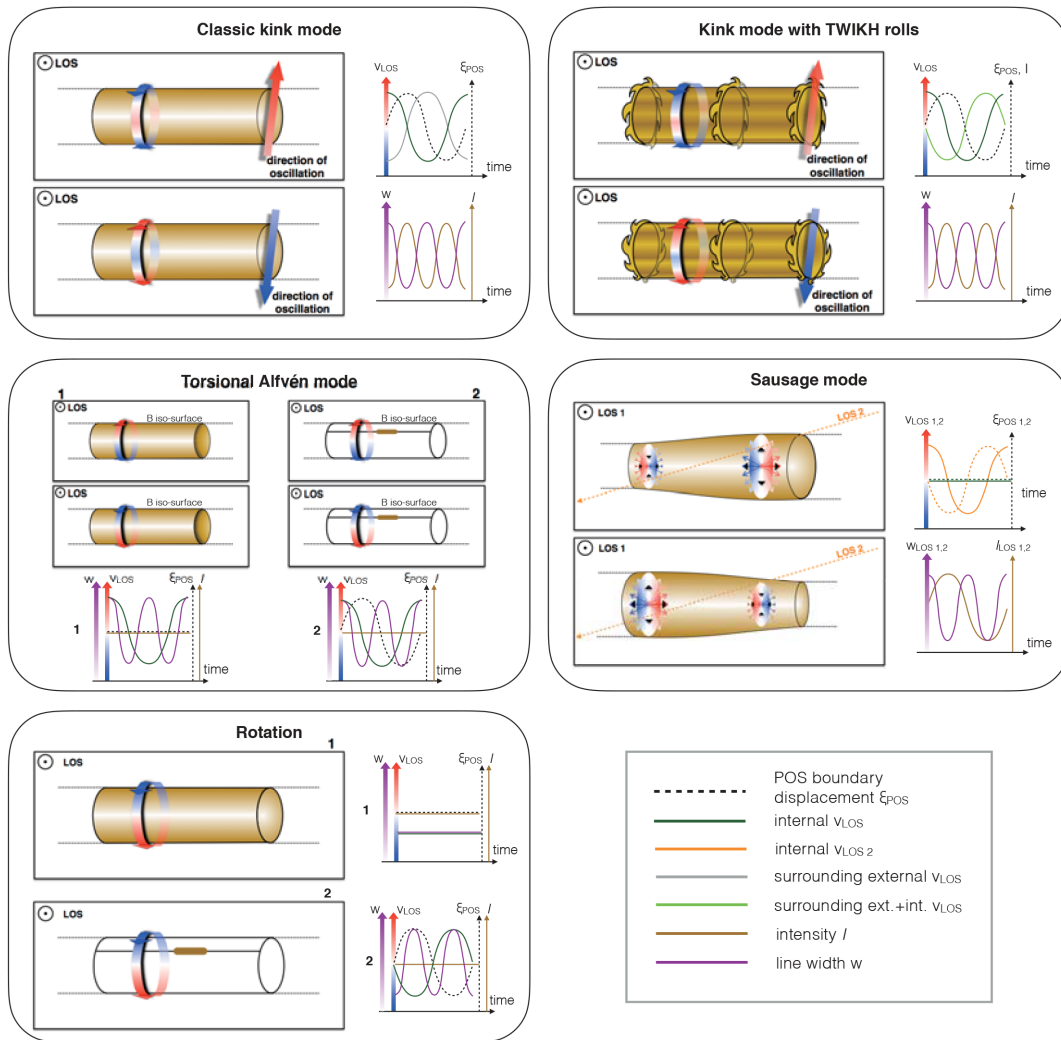 Classic kink mode
LOS
direction of
oscillation
LOS
direction of
oscillation
VLOS
ξPOS
time
w
I
time
Kink mode with TWIKH rolls
LOS
direction of
oscillation
LOS
direction of
oscillation
VLOS
ξPOS, I
time
w
I
time
Torsional Alfvén mode
1
2
LOS
B iso-surface
LOS
B iso-surface
LOS
B iso-surface
LOS
B iso-surface
w VLOS ξPOS I
1
time
w VLOS ξPOS I
2
time
Sausage mode
LOS 1
LOS 2
LOS 1
LOS 2
VLOS 1,2
ξPOS 1,2
time
wLOS 1,2
ILOS 1,2
time
Rotation
1
LOS
w VLOS ξPOS I
1
time
2
LOS
w VLOS ξPOS I
2
time
POS boundary
displacement ξPOS
internal vLOS
internal vLOS 2
surrounding external vLOS
surrounding ext.+int. vLOS
intensity I
line width w